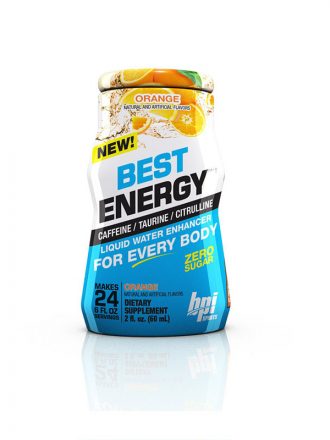 ORANGE
NATURAL AND ARTIFICIAL FLAVORS
NEW!
BEST
ENERGY
CAFFEINE / TAURINE / CITRULLINE
LIQUID WATER ENHANCER
FOR EVERY BODY
ZERO
SUGAR
MAKES
24
6 FL OZ
SERVINGS
ORANGE
NATURAL AND ARTIFICIAL FLAVORS
DIETARY
SUPPLEMENT
2 fl. oz. (60 mL)
bpi
SPORTS